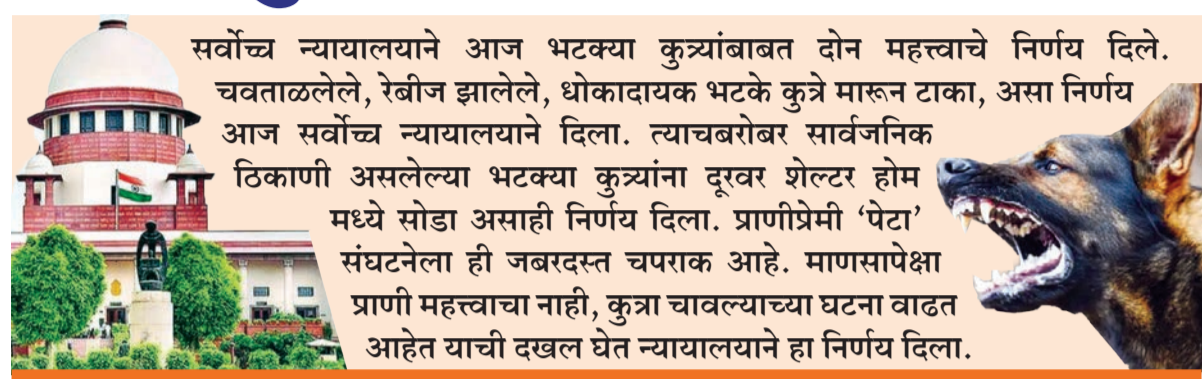 सर्वोच्च न्यायालयाने आज भटक्या कुत्र्यांबाबत दोन महत्त्वाचे निर्णय दिले.
चवताळलेले, रेबीज झालेले, धोकादायक भटके कुत्रे मारून टाका, असा निर्णय
आज सर्वोच्च न्यायालयाने दिला. त्याचबरोबर सार्वजनिक
ठिकाणी असलेल्या भटक्या कुत्र्यांना दूरवर शेल्टर होम
मध्ये सोडा असाही निर्णय दिला. प्राणीप्रेमी ‘पेटा’
संघटनेला ही जबरदस्त चपराक आहे. माणसापेक्षा
प्राणी महत्त्वाचा नाही, कुत्रा चावल्याच्या घटना वाढत
आहेत याची दखल घेत न्यायालयाने हा निर्णय दिला.